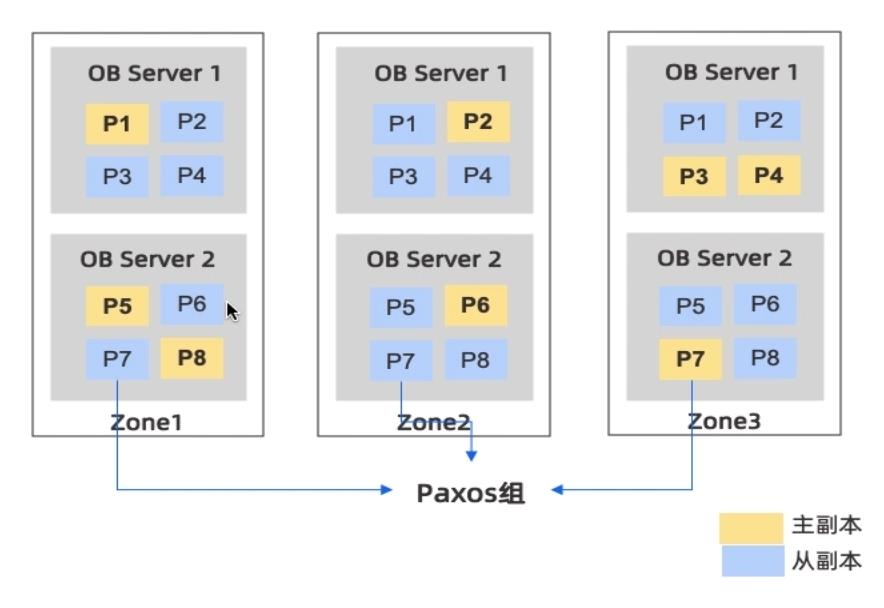 OB Server 1
P1 P2
P3 P4
OB Server 2
P5 P6
P7 P8
Zone1
OB Server 1
P1 P2
P3 P4
OB Server 2
P5 P6
P7 P8
Zone2
OB Server 1
P1 P2
P3 P4
OB Server 2
P5 P6
P7 P8
Zone3
Paxos组
主副本
从副本